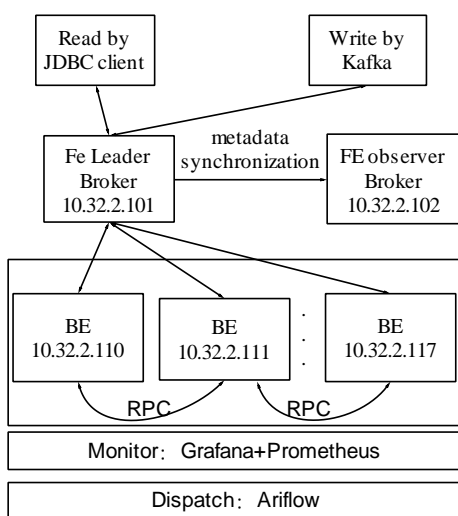 Read by
JDBC client
Write by
Kafka
metadata
synchronization
Fe Leader
Broker
10.32.2.101
FE observer
Broker
10.32.2.102
BE
10.32.2.110
BE
10.32.2.111
.
.
.
BE
10.32.2.117
RPC
RPC
Monitor：Grafana+Prometheus
Dispatch：Ariflow